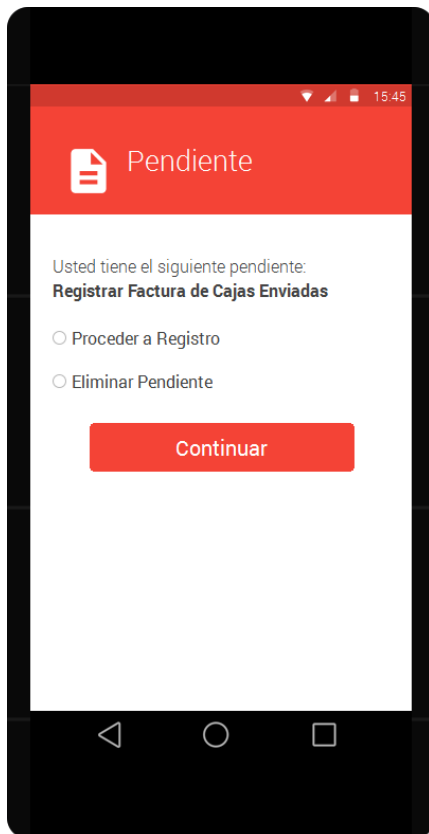 15:45
Pendiente
Usted tiene el siguiente pendiente:
Registrar Factura de Cajas Enviadas
Proceder a Registro
Eliminar Pendiente
Continuar